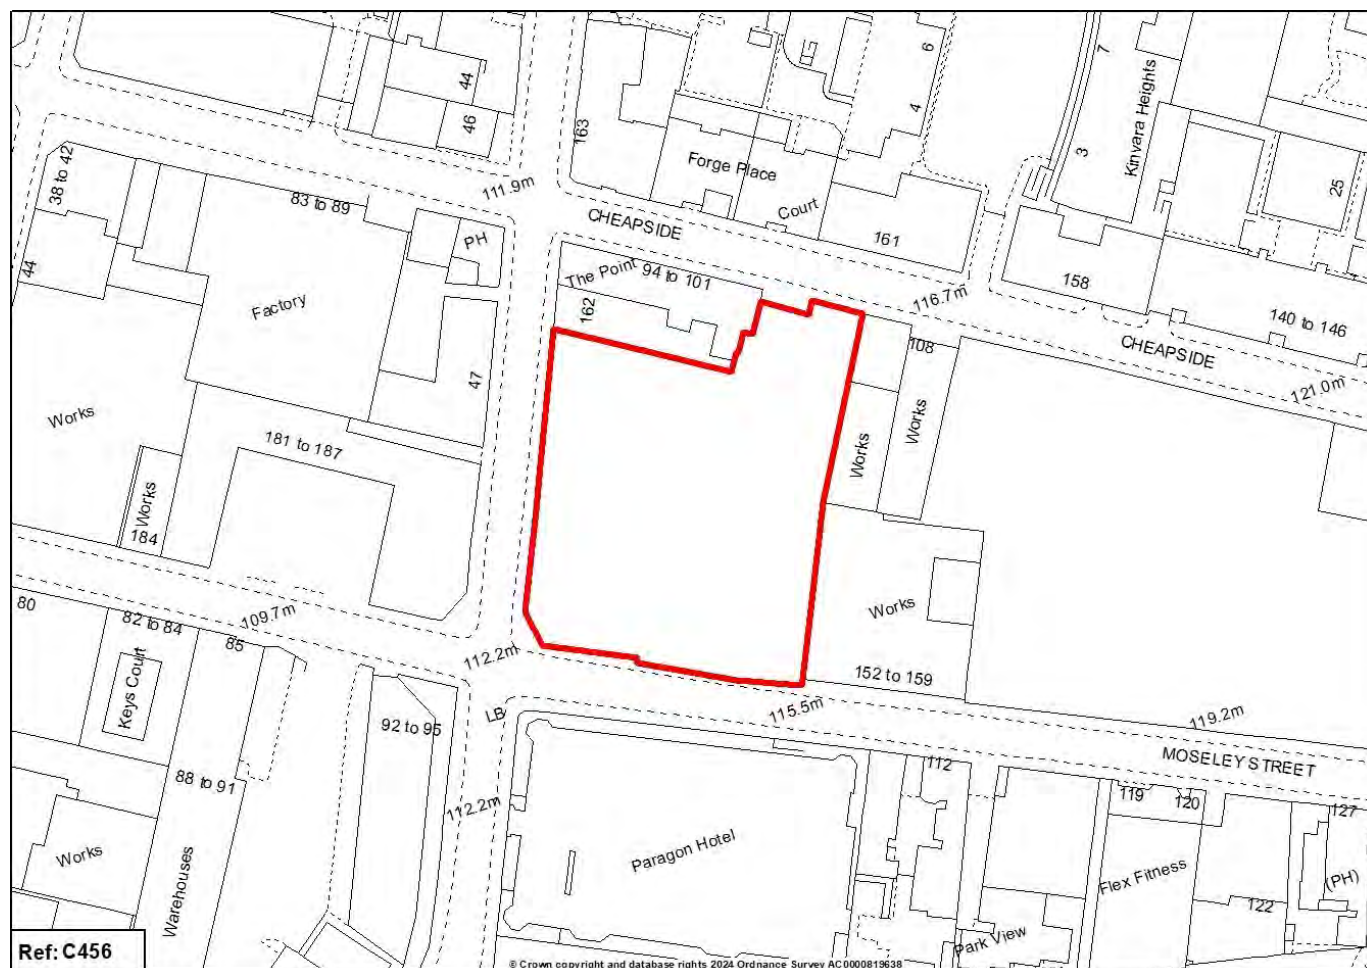 44
6
7
46
4
Kinvara Heights
163
3
25
38 to 42
Forge Place
111.9m
83 to 89
Court
CHEAPSIDE
PH
161
44
The Point
94 to 101
158
116.7m
Factory
162
140 to 146
108
CHEAPSIDE
47
121.0m
Works
181 to 187
Works
Works
Works
184
80
82 to 84
109.7m
85
Works
112.2m
152 to 159
Keys Court
LB
115.5m
119.2m
92 to 95
MOSELEY STREET
88 to 91
112
119
120
127
112.2m
Paragon Hotel
Works
Flex Fitness
(PH)
Warehouses
122
Park View
Ref: C456
© Crown copyright and database rights 2024 Ordnance Survey AC0000819638